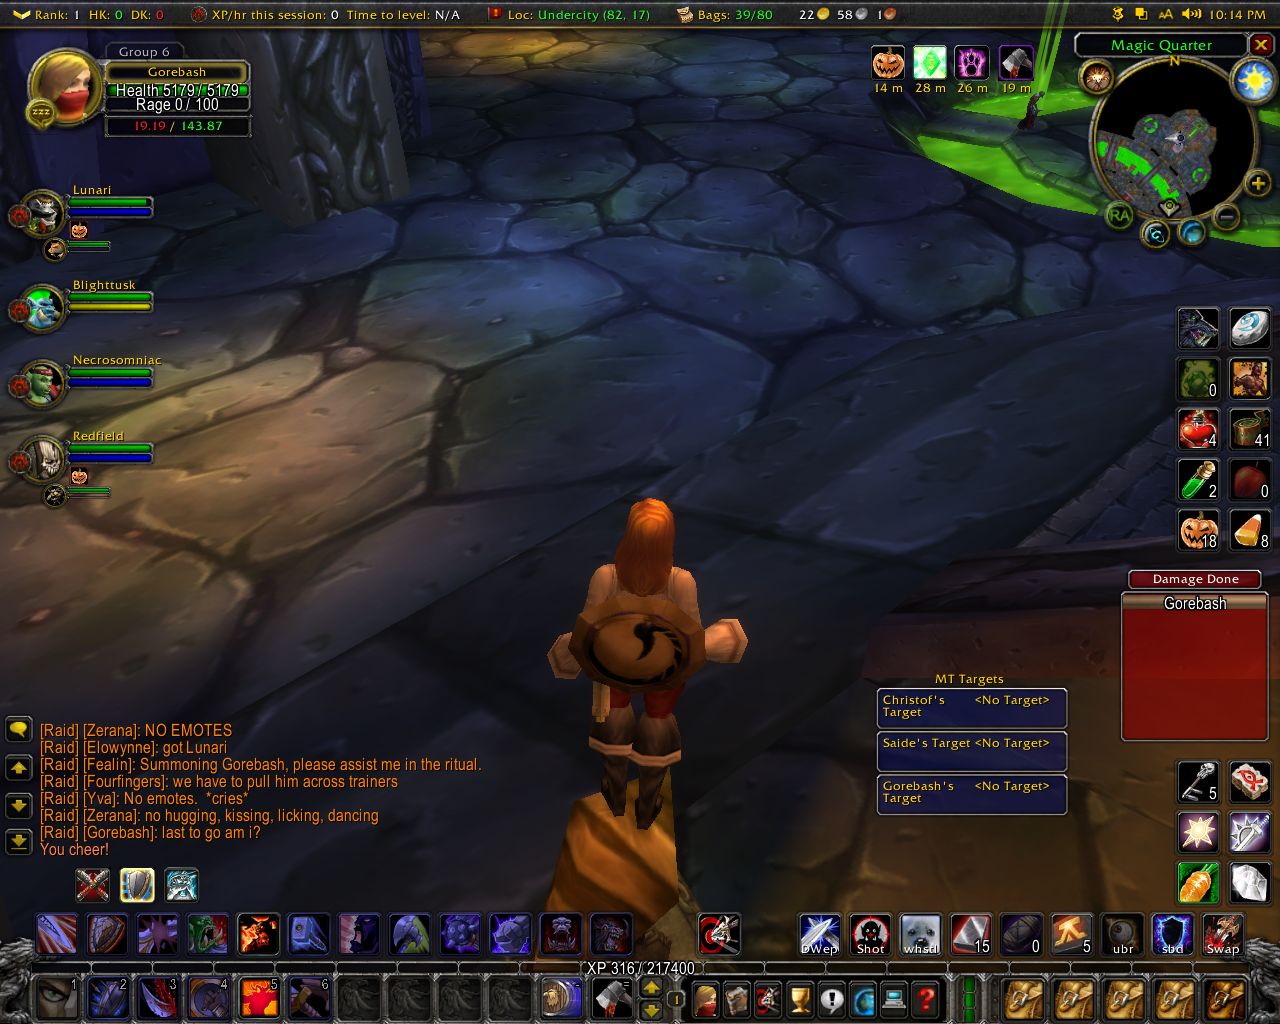 Rank: 1 HK: 0 DK: 0 XP/hr this session: 0 Time to level: N/A Loc: Undercity (82, 17) Bags: 39/80 22 58 1 10:14 PM
Group 6
Gorebash
Health 5179 / 5179
Rage 0 / 100
19.19 / 143.87
14 m 28 m 26 m 19 m
Magic Quarter
N
RA
Lunari
Blighttusk
Necrosomniac
Redfield
0
4 41
2 0
18 8
Damage Done
Gorebash
MT Targets
Christof's Target <No Target>
Saide's Target <No Target>
Gorebash's Target <No Target>
[Raid] [Zerana]: NO EMOTES
[Raid] [Elowynne]: got Lunari
[Raid] [Fealin]: Summoning Gorebash, please assist me in the ritual.
[Raid] [Fourfingers]: we have to pull him across trainers
[Raid] [Yva]: No emotes. *cries*
[Raid] [Zerana]: no hugging, kissing, licking, dancing
[Raid] [Gorebash]: last to go am i?
You cheer!
5
DWep Shot whstl 15 0 5 ubr sbd Swap
XP 316 / 217400
1 2 3 4 5 6 - = 1